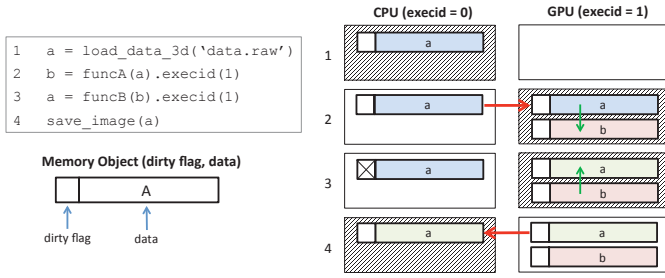 CPU (execid = 0)
GPU (execid = 1)
1 a = load_data_3d('data.raw')
2 b = funcA(a).execid(1)
3 a = funcB(b).execid(1)
4 save_image(a)
Memory Object (dirty flag, data)
A
dirty flag
data
1
a
2
a
a
b
3
a
a
b
4
a
a
b